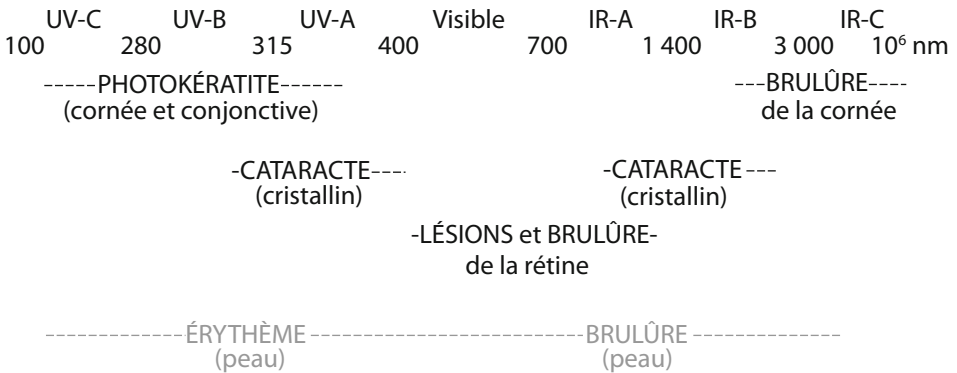 UV-C UV-B UV-A Visible IR-A IR-B IR-C
100 280 315 400 700 1 400 3 000 10⁶ nm
-----PHOTOKÉRATITE------ ---BRULÛRE----
(cornée et conjonctive) de la cornée
-CATARACTE---- -CATARACTE---
(cristallin) (cristallin)
-LÉSIONS et BRULÛRE-
de la rétine
-------------ÉRYTHÈME--------------------------BRULÛRE--------------
(peau) (peau)